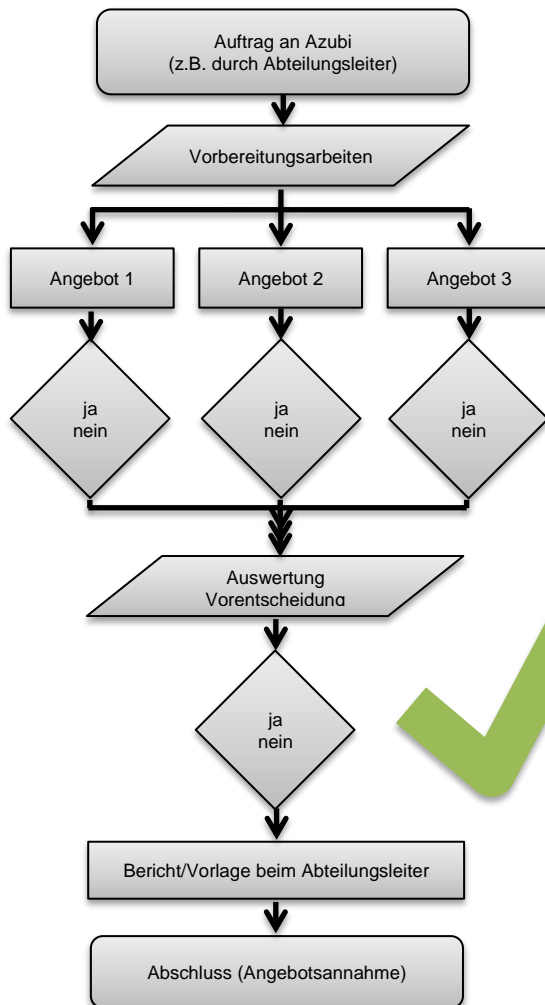 Auftrag an Azubi
(z.B. durch Abteilungsleiter)
Vorbereitungsarbeiten
Angebot 1
Angebot 2
Angebot 3
ja
nein
ja
nein
ja
nein
Auswertung
Vorentscheidung
ja
nein
Bericht/Vorlage beim Abteilungsleiter
Abschluss (Angebotsannahme)